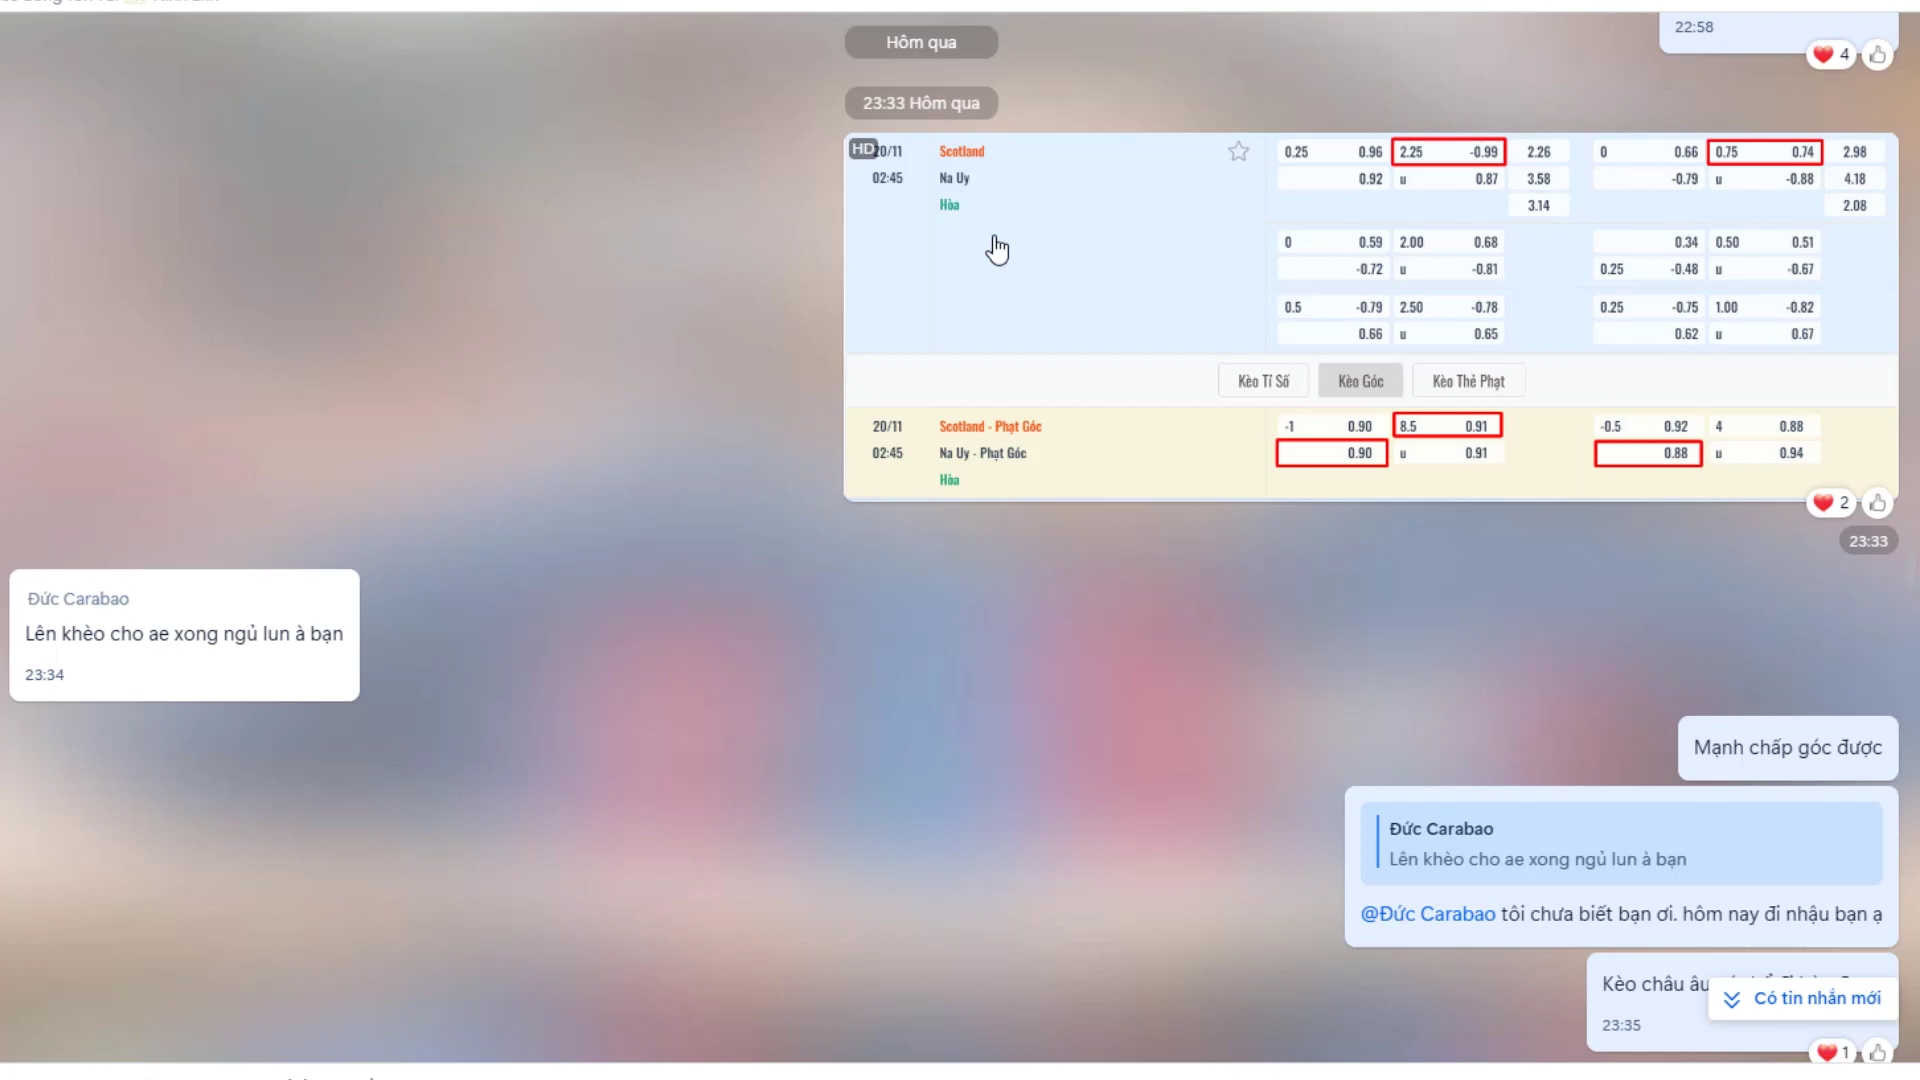 22:58
4
Hôm qua
23:33 Hôm qua
HD 20/11 Scotland 0.25 0.96 2.25 -0.99 2.26 0 0.66 0.75 0.74 2.98
02:45 Na Uy 0.92 u 0.87 3.58 -0.79 u -0.88 4.18
Hòa 3.14 2.08
0 0.59 2.00 0.68 0.34 0.50 0.51
-0.72 u -0.81 0.25 -0.48 u -0.67
0.5 -0.79 2.50 -0.78 0.25 -0.75 1.00 -0.82
0.66 u 0.65 0.62 u 0.67
Kèo Tỉ Số Kèo Góc Kèo Thẻ Phạt
20/11 Scotland - Phạt Góc -1 0.90 8.5 0.91 -0.5 0.92 4 0.88
02:45 Na Uy - Phạt Góc 0.90 u 0.91 0.88 u 0.94
Hòa
2
23:33
Đức Carabao
Lên khèo cho ae xong ngủ lun à bạn
23:34
Mạnh chấp góc được
Đức Carabao
Lên khèo cho ae xong ngủ lun à bạn
@Đức Carabao tôi chưa biết bạn ơi. hôm nay đi nhậu bạn ạ
Kèo châu âu
Có tin nhắn mới
23:35
1